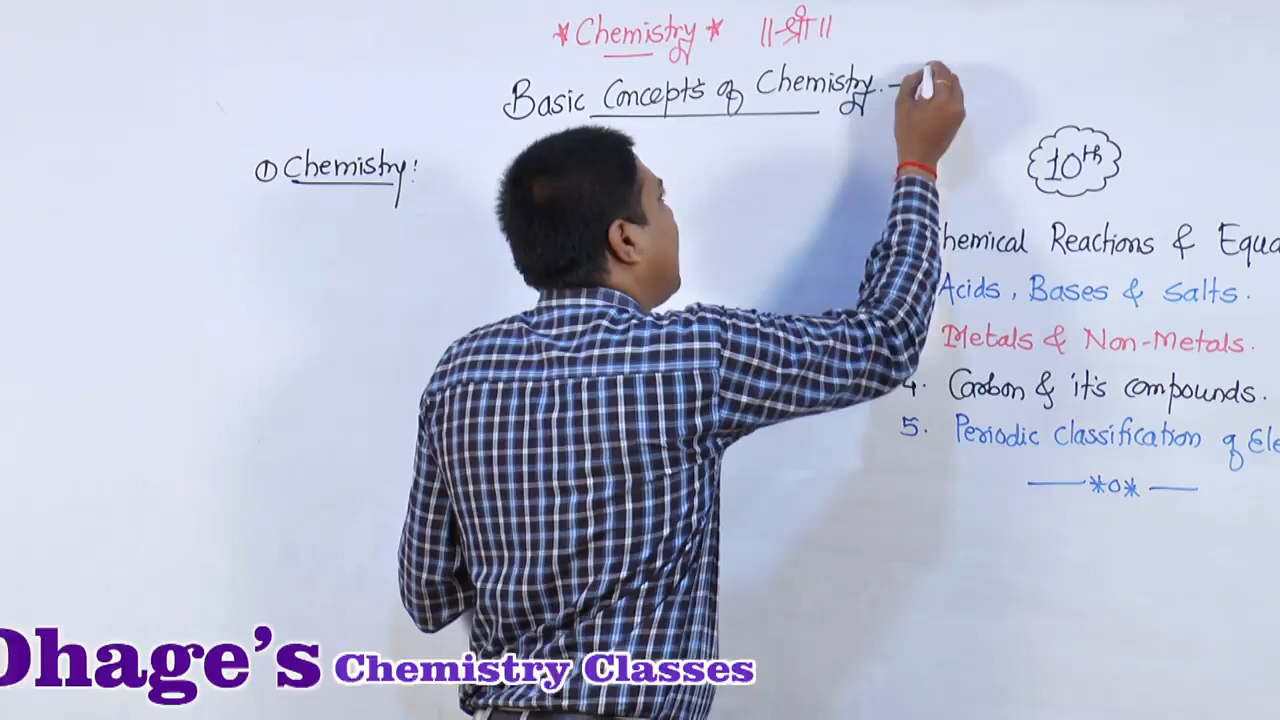 * Chemistry * ॥श्री॥
Basic Concepts of Chemistry. -
① Chemistry:
10th
hemical Reactions & Equa
Acids, Bases & Salts.
Metals & Non-Metals.
4. Carbon & it's compounds.
5. Periodic Classification of Ele
*o*
Dhage's Chemistry Classes